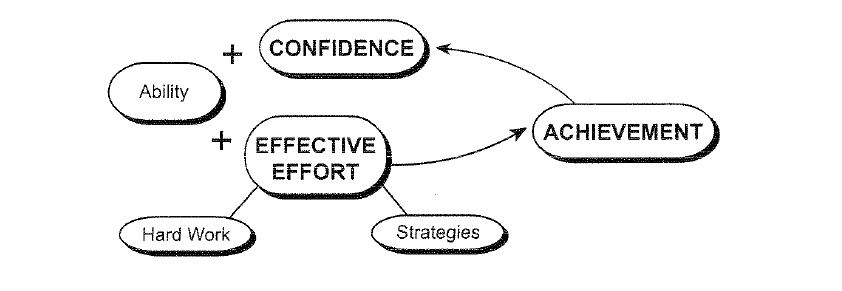 + CONFIDENCE
Ability
ACHIEVEMENT
+ EFFECTIVE
EFFORT
Hard Work
Strategies